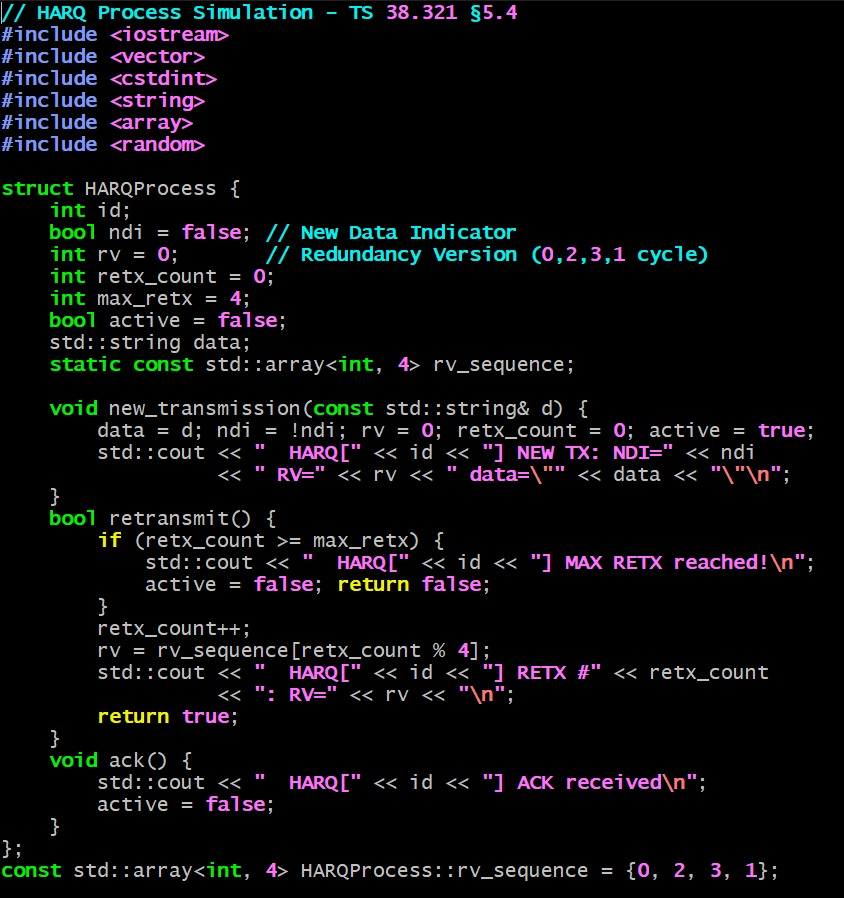 // HARQ Process Simulation – TS 38.321 §5.4
#include <iostream>
#include <vector>
#include <cstdint>
#include <string>
#include <array>
#include <random>

struct HARQProcess {
    int id;
    bool ndi = false; // New Data Indicator
    int rv = 0;       // Redundancy Version (0,2,3,1 cycle)
    int retx_count = 0;
    int max_retx = 4;
    bool active = false;
    std::string data;
    static const std::array<int, 4> rv_sequence;

    void new_transmission(const std::string& d) {
        data = d; ndi = !ndi; rv = 0; retx_count = 0; active = true;
        std::cout << "  HARQ[" << id << "] NEW TX: NDI=" << ndi
                  << " RV=" << rv << " data=\"" << data << "\"\n";
    }
    bool retransmit() {
        if (retx_count >= max_retx) {
            std::cout << "  HARQ[" << id << "] MAX RETX reached!\n";
            active = false; return false;
        }
        retx_count++;
        rv = rv_sequence[retx_count % 4];
        std::cout << "  HARQ[" << id << "] RETX #" << retx_count
                  << ": RV=" << rv << "\n";
        return true;
    }
    void ack() {
        std::cout << "  HARQ[" << id << "] ACK received\n";
        active = false;
    }
};
const std::array<int, 4> HARQProcess::rv_sequence = {0, 2, 3, 1};